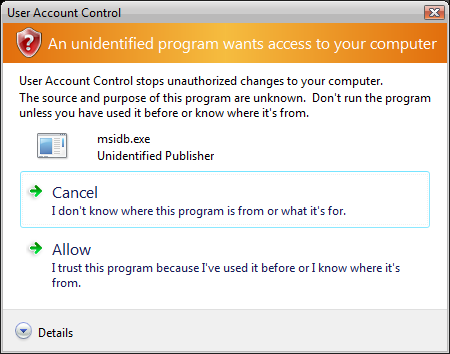 User Account Control
An unidentified program wants access to your computer
User Account Control stops unauthorized changes to your computer.
The source and purpose of this program are unknown.  Don't run the program
unless you have used it before or know where it's from.
msidb.exe
Unidentified Publisher
Cancel
I don't know where this program is from or what it's for.
Allow
I trust this program because I've used it before or I know where it's
from.
Details